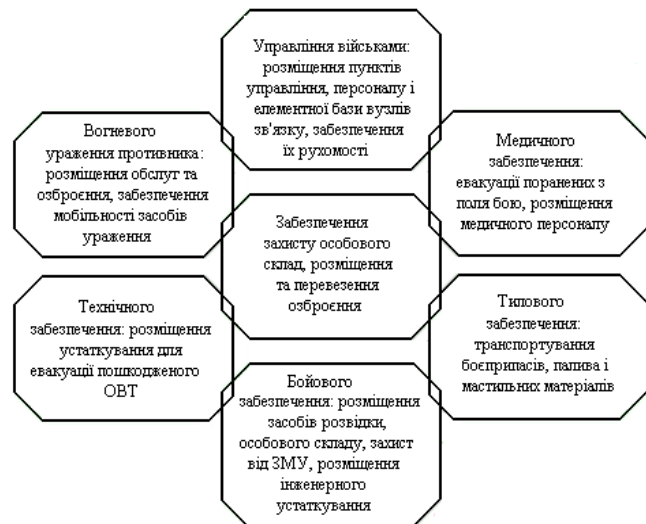 Управління військами:
розміщення пунктів
управління, персоналу і
елементної бази вузлів
зв'язку, забезпечення
їх рухомості
Вогневого
ураження противника:
розміщення обслуг та
озброєння, забезпечення
мобільності засобів
ураження
Медичного
забезпечення:
евакуації поранених з
поля бою, розміщення
медичного персоналу
Забезпечення
захисту особового
склад, розміщення
та перевезення
озброєння
Технічного
забезпечення: розміщення
устаткування для
евакуації пошкодженого
ОВТ
Типового
забезпечення:
транспортування
боєприпасів, палива і
мастильних матеріалів
Бойового
забезпечення: розміщення
засобів розвідки,
особового складу, захист
від ЗМУ, розміщення
інженерного
устаткування